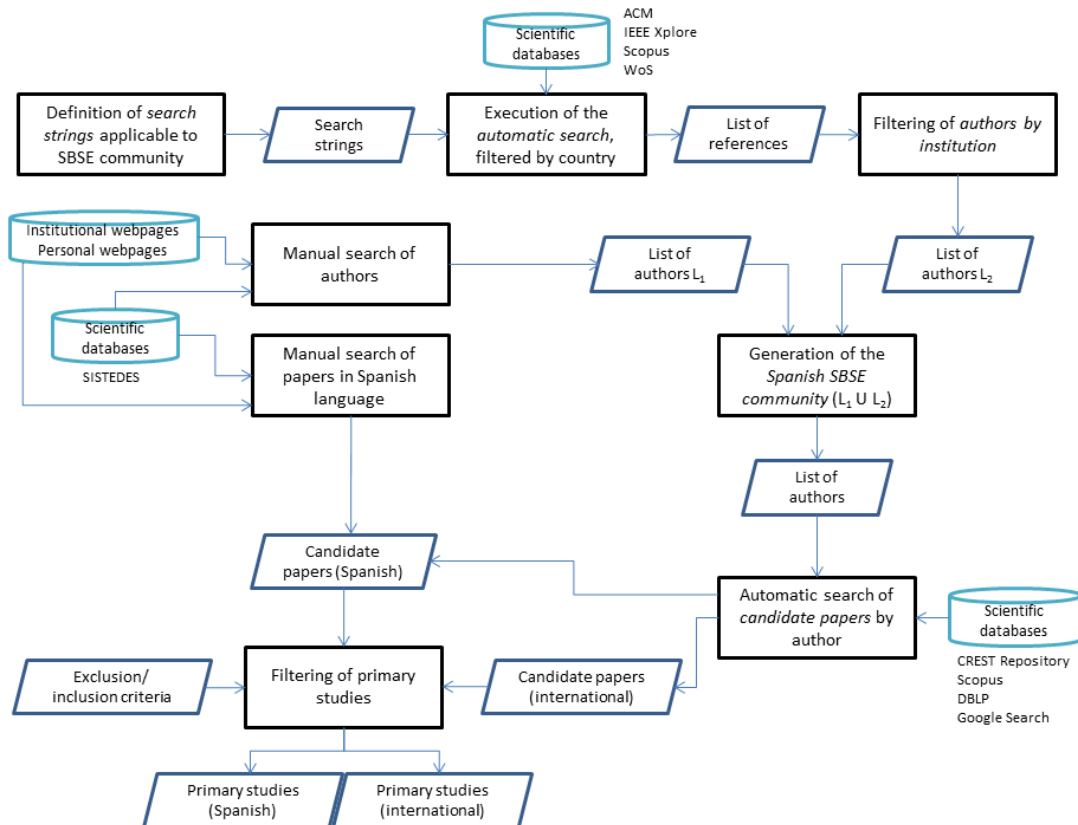 Scientific
databases
ACM
IEEE Xplore
Scopus
WoS
Definition of search
strings applicable to
SBSE community
Search
strings
Execution of the
automatic search,
filtered by country
List of
references
Filtering of authors by
institution
Institutional webpages
Personal webpages
Manual search of
authors
List of
authors L₁
List of
authors L₂
Scientific
databases
SISTEDES
Manual search of
papers in Spanish
language
Generation of the
Spanish SBSE
community (L₁ U L₂)
List of
authors
Candidate
papers (Spanish)
Automatic search of
candidate papers by
author
Scientific
databases
CREST Repository
Scopus
DBLP
Google Search
Exclusion/
inclusion criteria
Filtering of primary
studies
Candidate papers
(international)
Primary studies
(Spanish)
Primary studies
(international)